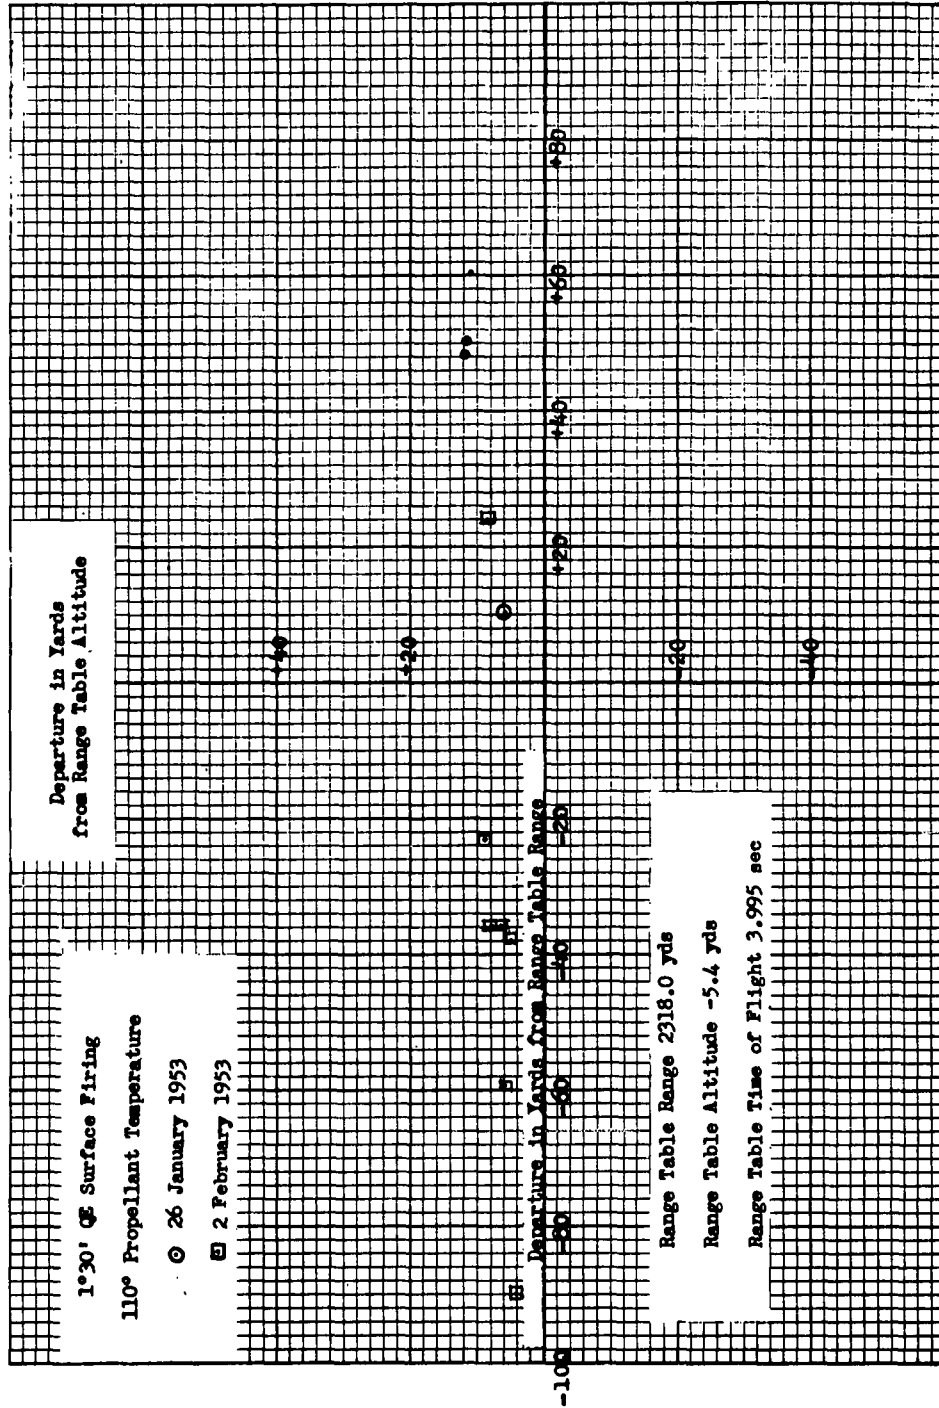 1°30' QE Surface Firing
110° Propellant Temperature
⊙ 26 January 1953
⊡ 2 February 1953
Departure in Yards
from Range Table Altitude
+40
+20
-20
-40
Departure in Yards from Range Table Range
-100
-80
-60
-40
-20
+20
+40
+60
+80
Range Table Range 2318.0 yds
Range Table Altitude -5.4 yds
Range Table Time of Flight 3.995 sec